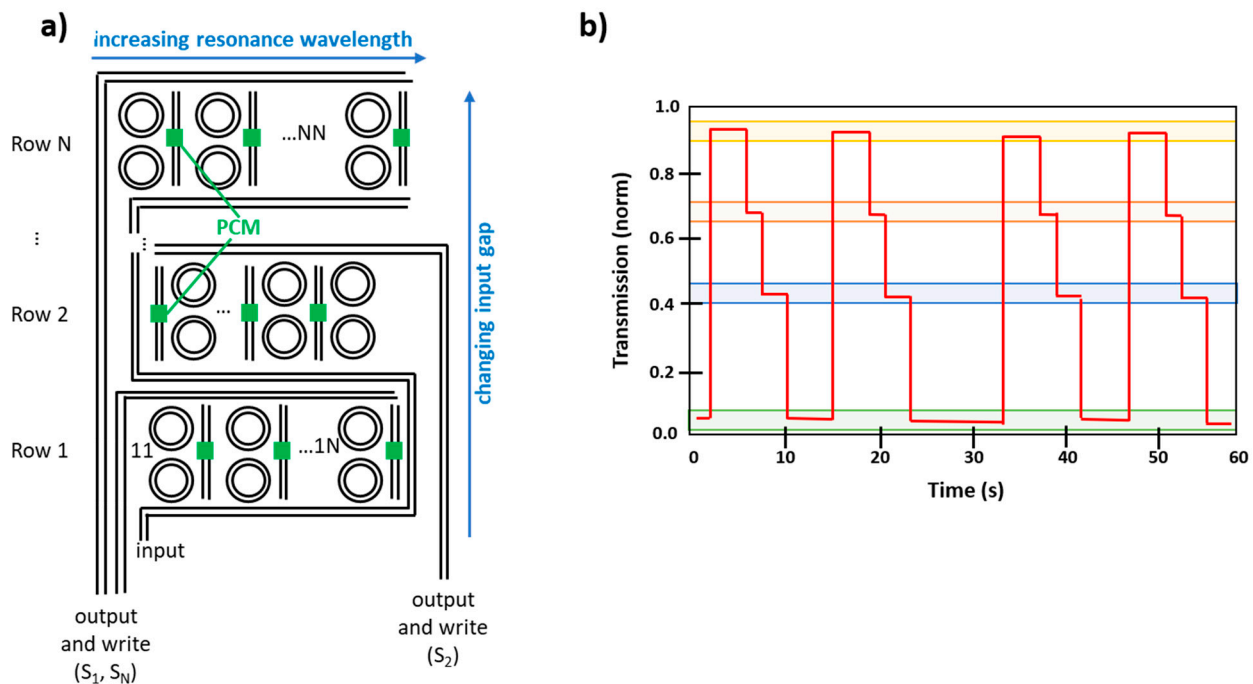 a)
increasing resonance wavelength
Row N
...NN
PCM
...
...
Row 2
...
changing input gap
Row 1
11
...1N
input
output
and write
(S₁, Sₙ)
output
and write
(S₂)
b)
Transmission (norm)
1.0
0.8
0.6
0.4
0.2
0.0
0
10
20
30
40
50
60
Time (s)